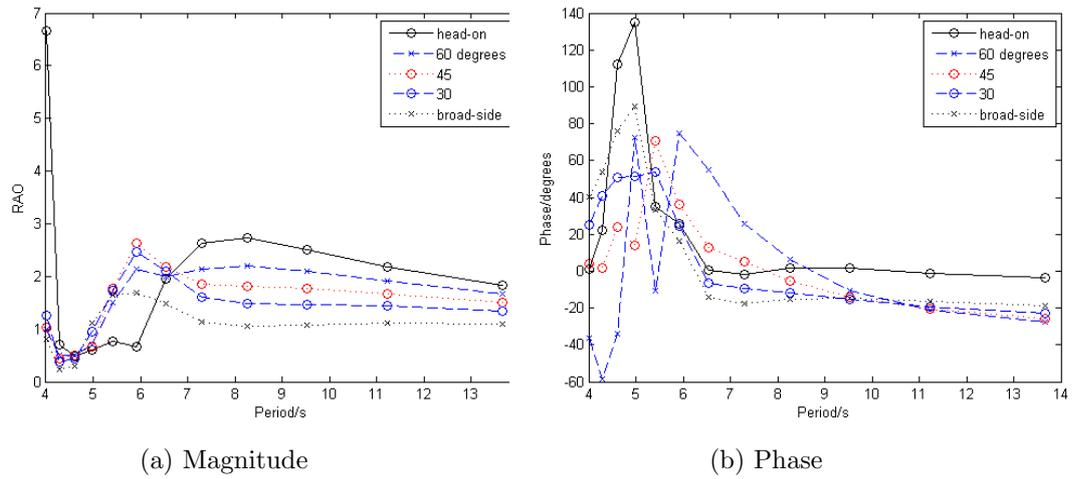 7
6
5
4
3
2
1
0
RAO
4 5 6 7 8 9 10 11 12 13
Period/s
head-on
60 degrees
45
30
broad-side
(a) Magnitude
140
120
100
80
60
40
20
0
-20
-40
-60
Phase/degrees
4 5 6 7 8 9 10 11 12 13 14
Period/s
head-on
60 degrees
45
30
broad-side
(b) Phase